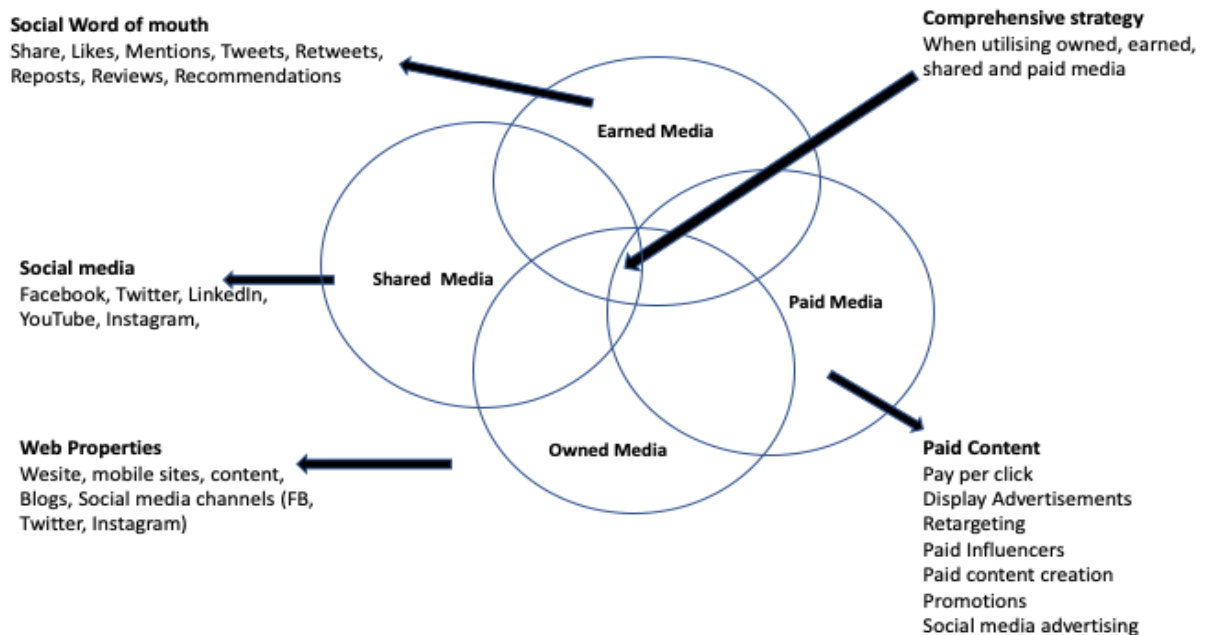 Social Word of mouth
Share, Likes, Mentions, Tweets, Retweets,
Reposts, Reviews, Recommendations
Comprehensive strategy
When utilising owned, earned,
shared and paid media
Earned Media
Social media
Facebook, Twitter, LinkedIn,
YouTube, Instagram,
Shared Media
Paid Media
Web Properties
Wesite, mobile sites, content,
Blogs, Social media channels (FB,
Twitter, Instagram)
Owned Media
Paid Content
Pay per click
Display Advertisements
Retargeting
Paid Influencers
Paid content creation
Promotions
Social media advertising